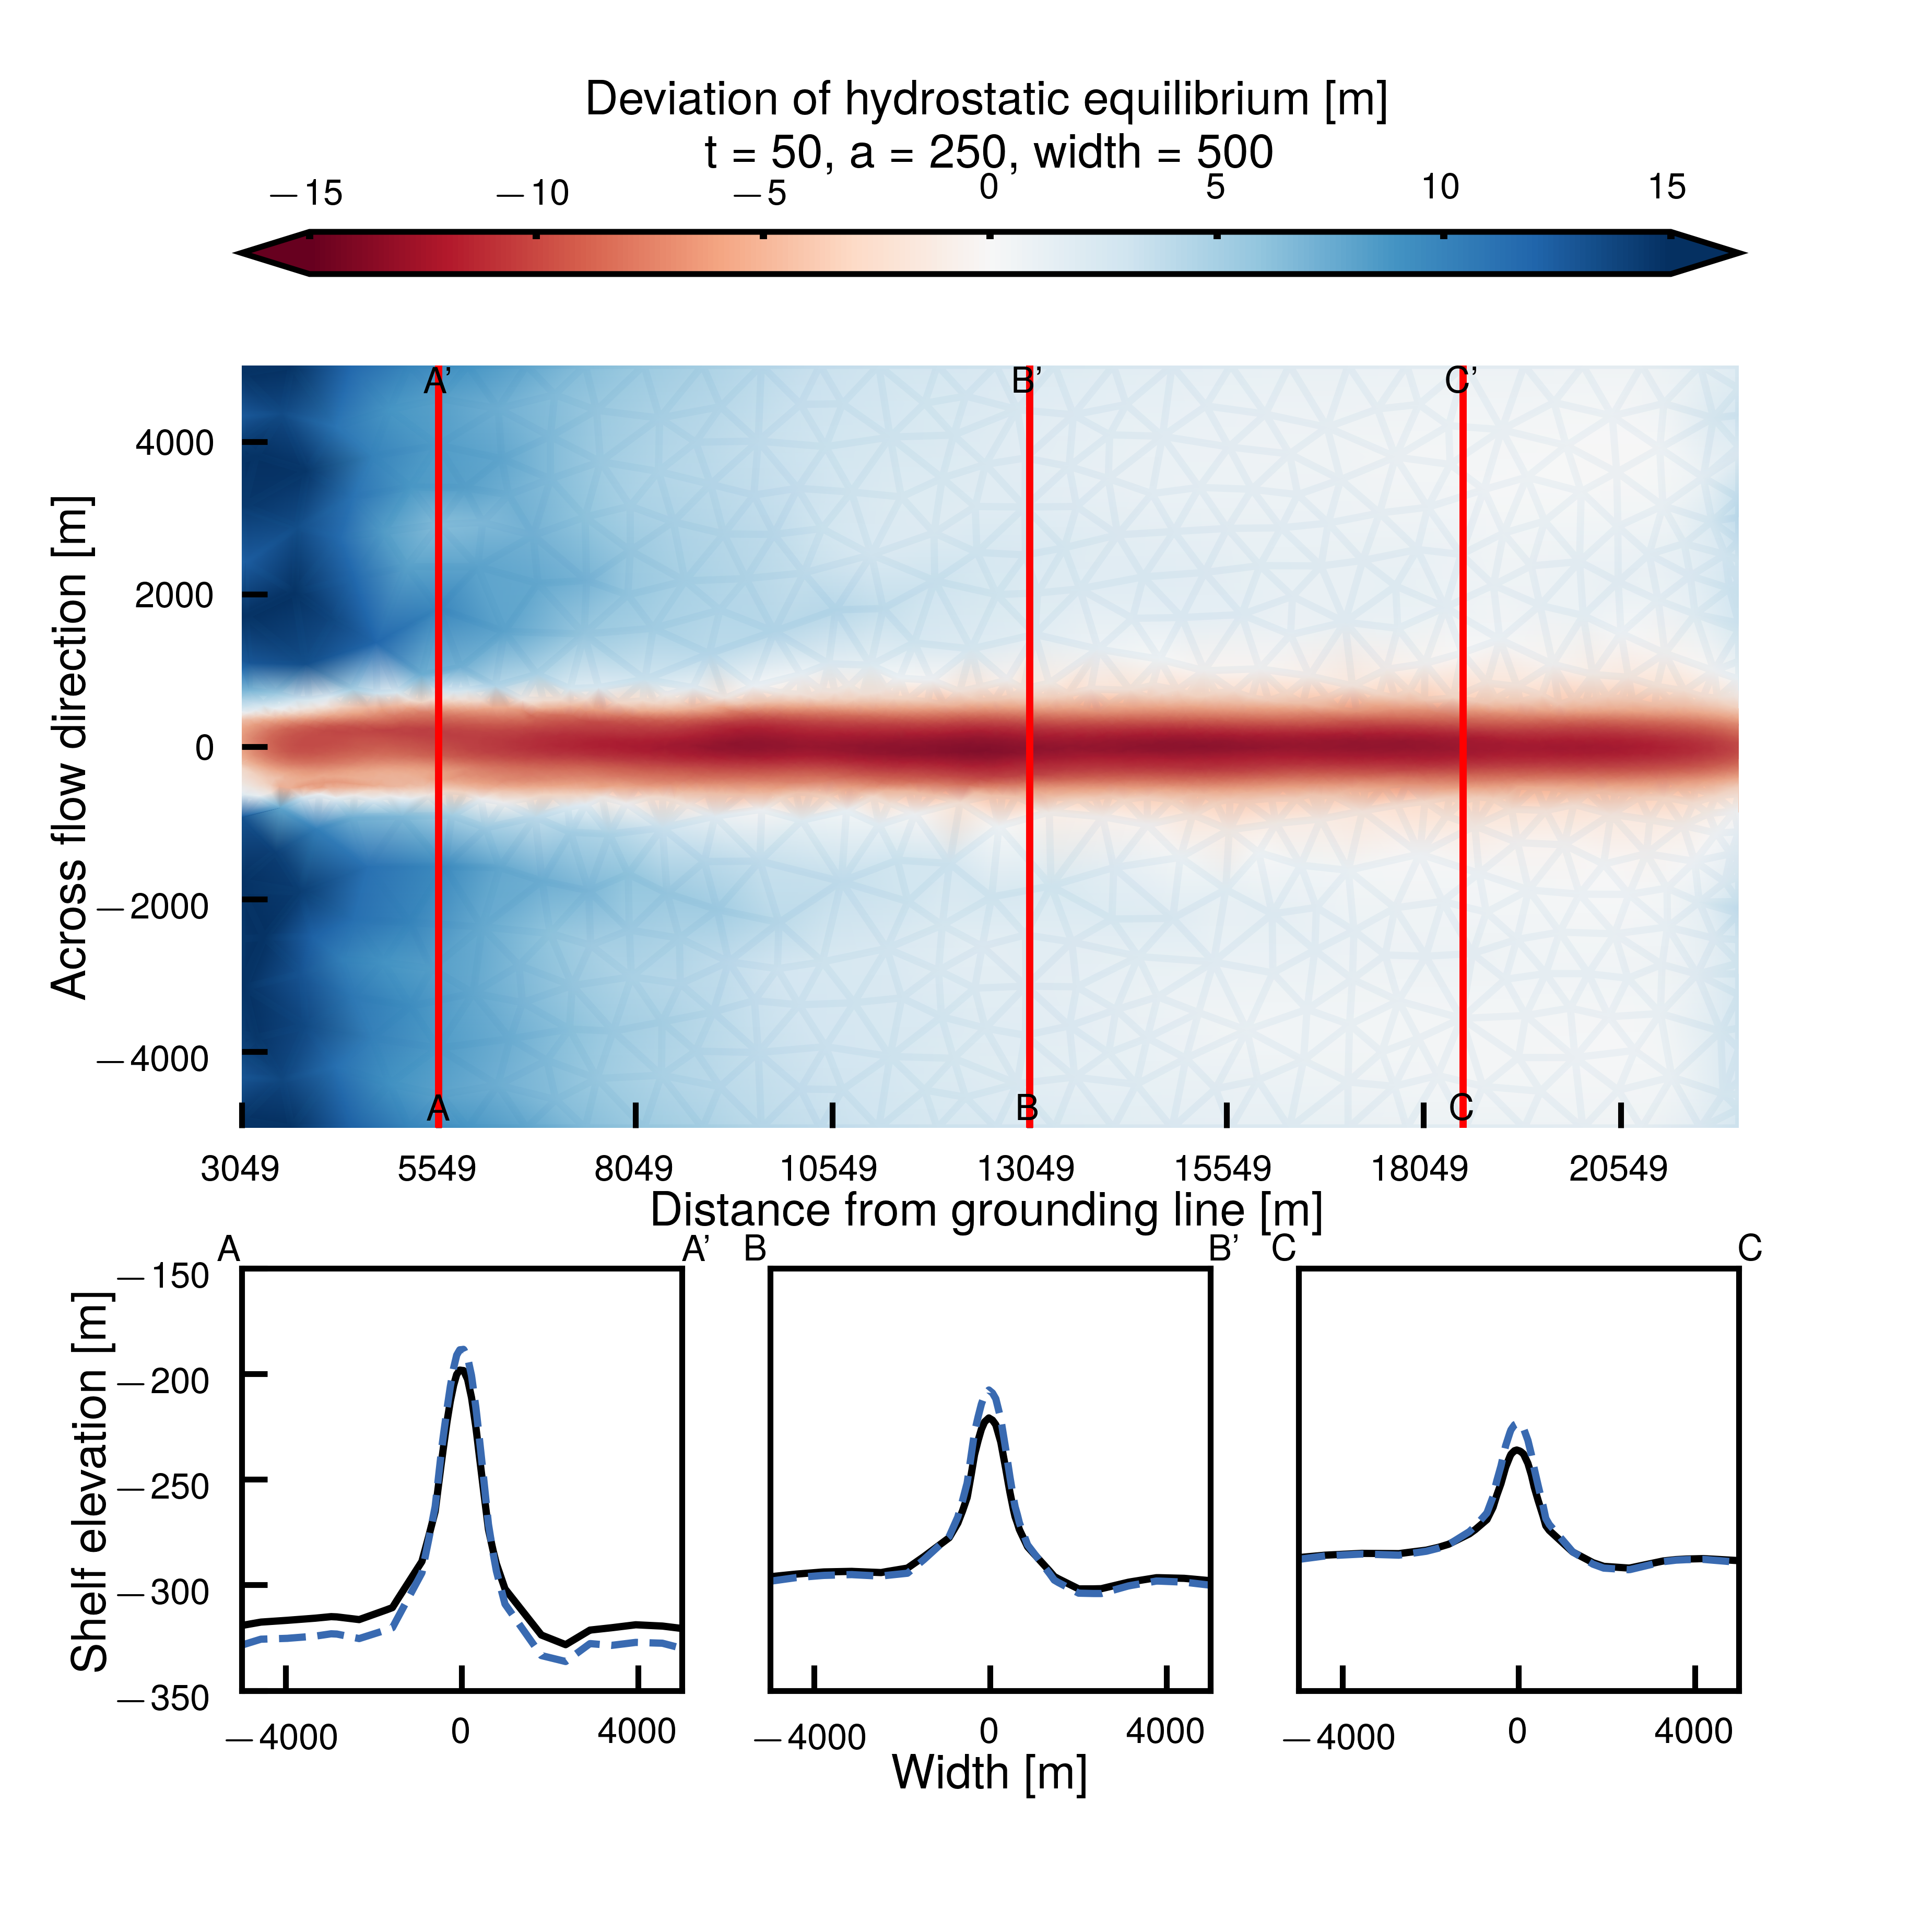 Deviation of hydrostatic equilibrium [m]
t = 50, a = 250, width = 500
−15 −10 −5 0 5 10 15
A’ B’ C’
4000
2000
0
−2000
−4000
Across flow direction [m]
A B C
3049 5549 8049 10549 13049 15549 18049 20549
Distance from grounding line [m]
A A’ B B’ C C
−150
−200
−250
−300
−350
Shelf elevation [m]
−4000 0 4000 −4000 0 4000 −4000 0 4000
Width [m]